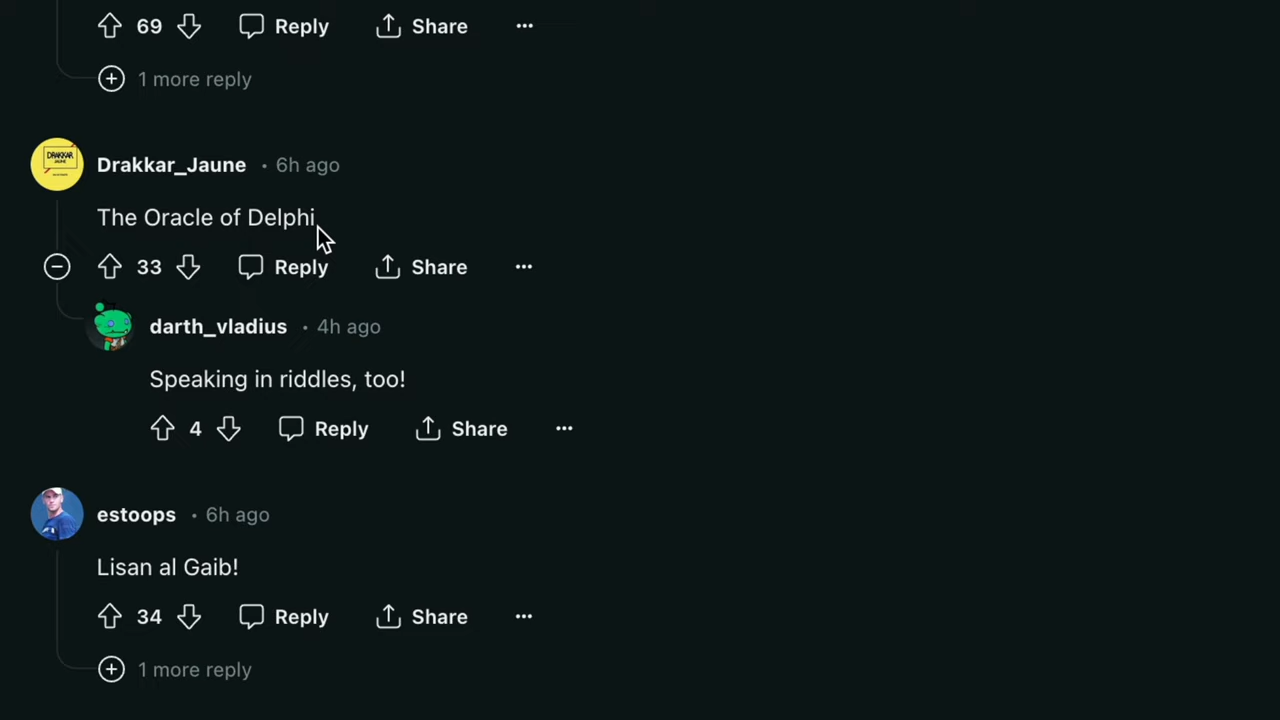 69 Reply Share
1 more reply
DRAKKAR
JAUNE
Drakkar_Jaune • 6h ago
The Oracle of Delphi
33 Reply Share
darth_vladius • 4h ago
Speaking in riddles, too!
4 Reply Share
estoops • 6h ago
Lisan al Gaib!
34 Reply Share
1 more reply